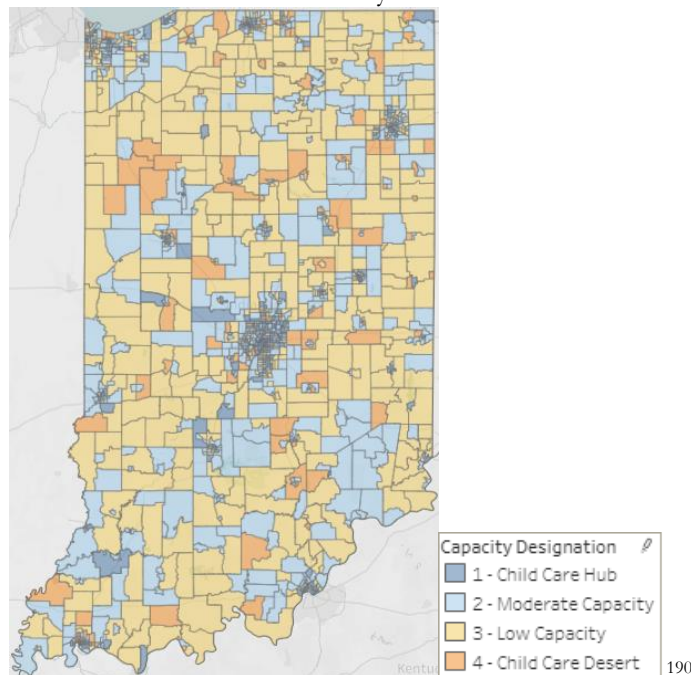 Capacity Designation
1 - Child Care Hub
2 - Moderate Capacity
3 - Low Capacity
4 - Child Care Desert
190